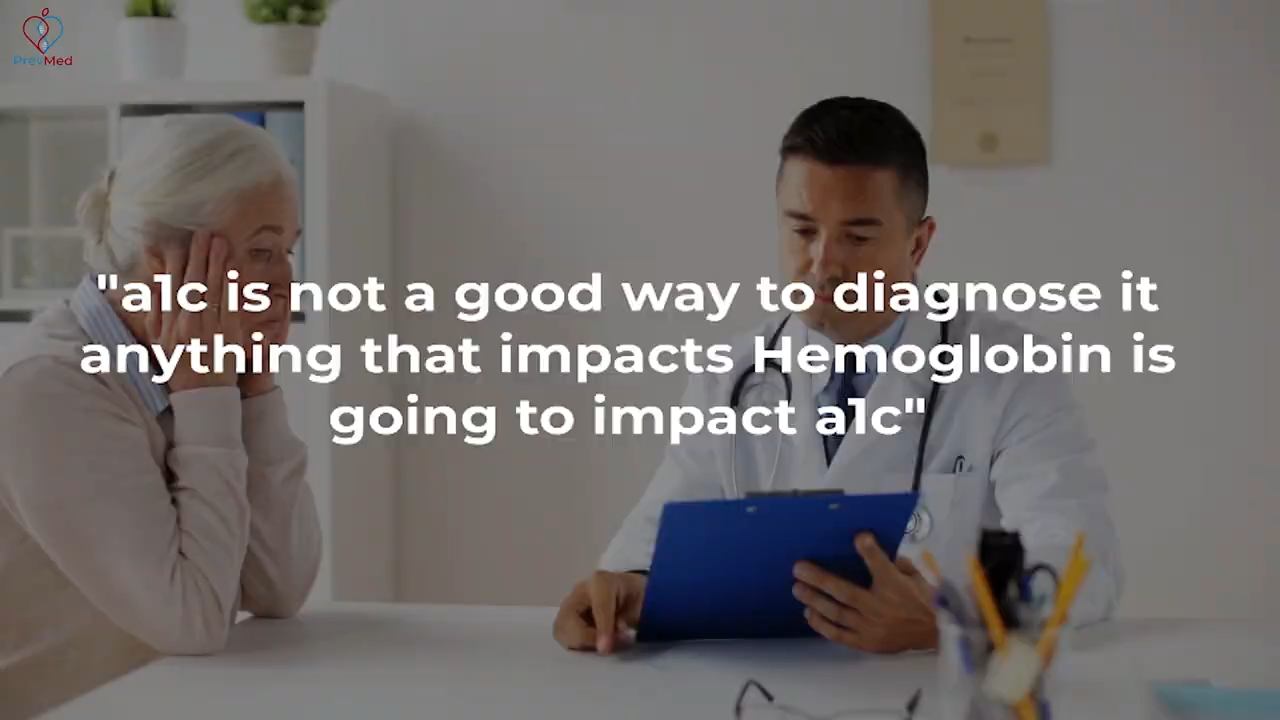 PrevMed
"a1c is not a good way to diagnose it
anything that impacts Hemoglobin is
going to impact a1c"